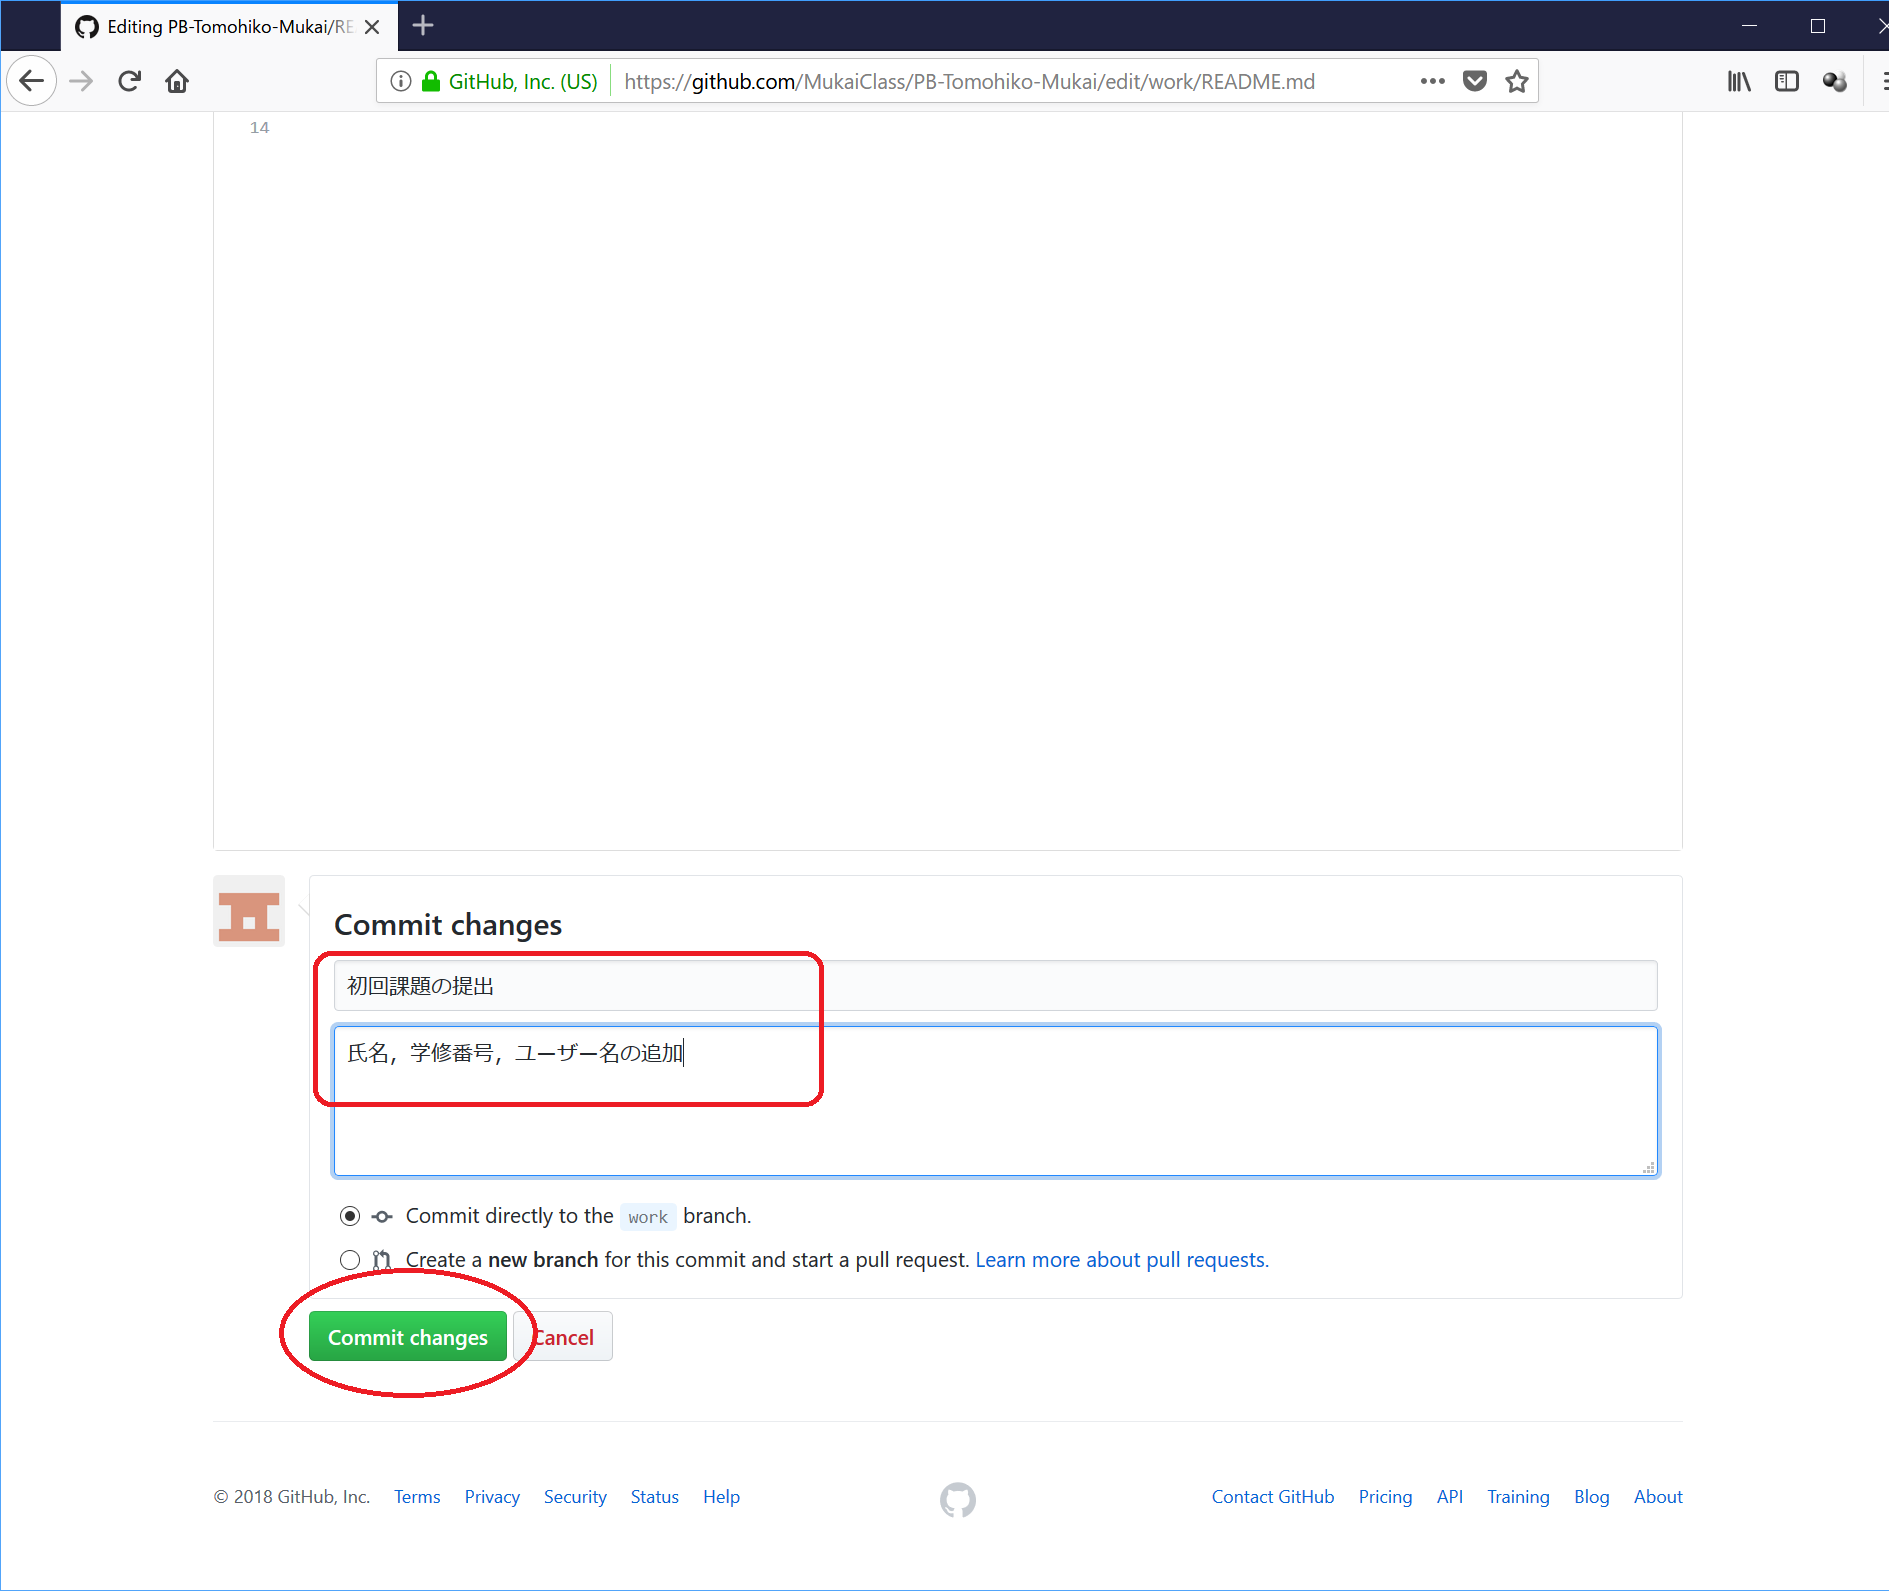 Editing PB-Tomohiko-Mukai/RE
GitHub, Inc. (US) https://github.com/MukaiClass/PB-Tomohiko-Mukai/edit/work/README.md
14
Commit changes
初回課題の提出
氏名，学修番号，ユーザー名の追加
Commit directly to the work branch.
Create a new branch for this commit and start a pull request. Learn more about pull requests.
Commit changes Cancel
© 2018 GitHub, Inc. Terms Privacy Security Status Help Contact GitHub Pricing API Training Blog About